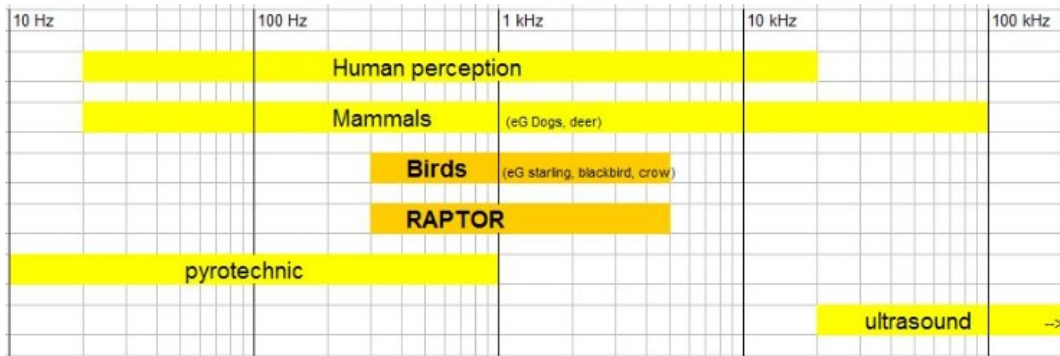 10 Hz 100 Hz 1 kHz 10 kHz 100 kHz
Human perception
Mammals (eG Dogs, deer)
Birds (eG starling, blackbird, crow)
RAPTOR
pyrotechnic
ultrasound -->